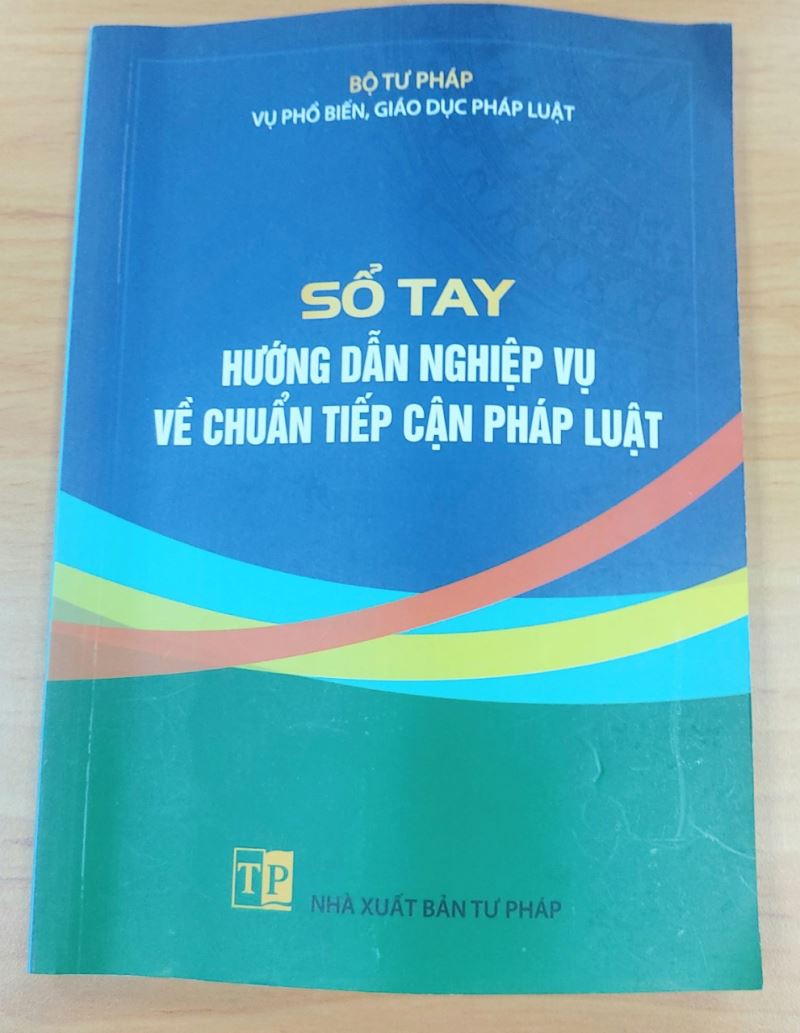 BỘ TƯ PHÁP
VỤ PHỔ BIẾN, GIÁO DỤC PHÁP LUẬT
SỔ TAY
HƯỚNG DẪN NGHIỆP VỤ
VỀ CHUẨN TIẾP CẬN PHÁP LUẬT
TP
NHÀ XUẤT BẢN TƯ PHÁP